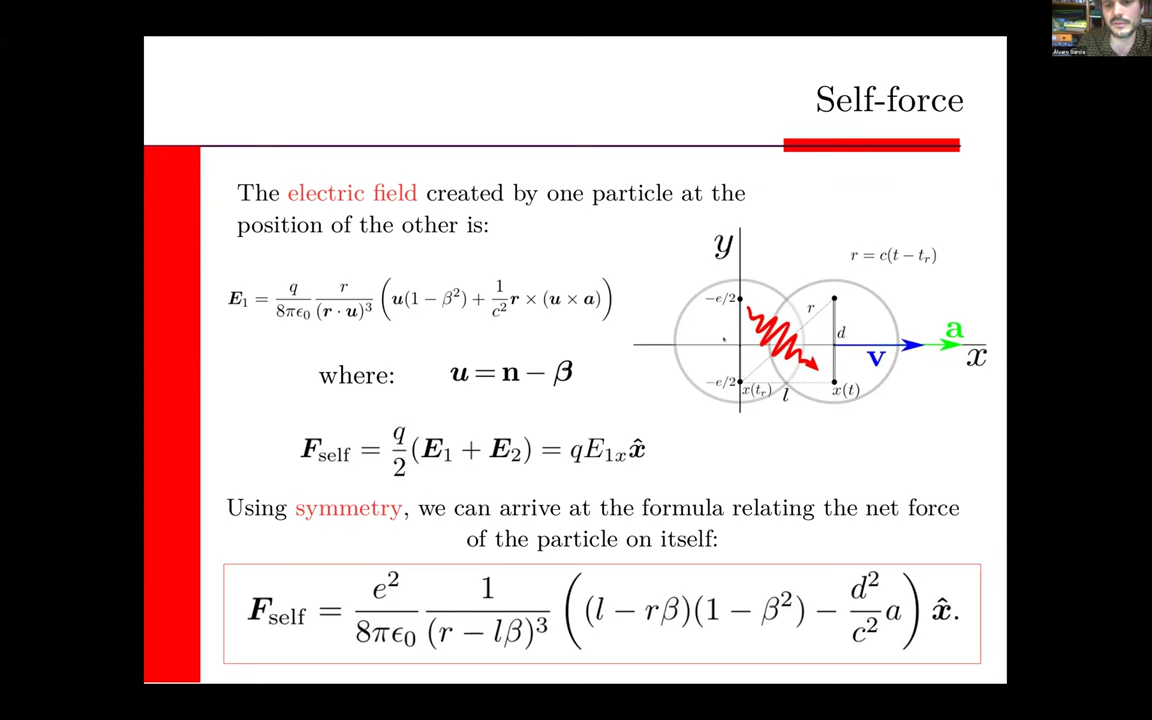 Álvaro García
Self-force
The electric field created by one particle at the
position of the other is:
E₁ = q/(8πϵ₀) r/(r · u)³ (u(1 − β²) + 1/c² r × (u × a))
where: u = n − β
F_self = q/2 (E₁ + E₂) = qE₁ₓx̂
y
r = c(t − t_r)
−e/2
r
d
a
v
x
−e/2
x(t_r)
l
x(t)
Using symmetry, we can arrive at the formula relating the net force
of the particle on itself:
F_self = e²/(8πϵ₀) 1/(r − lβ)³ ((l − rβ)(1 − β²) − d²/c² a) x̂.